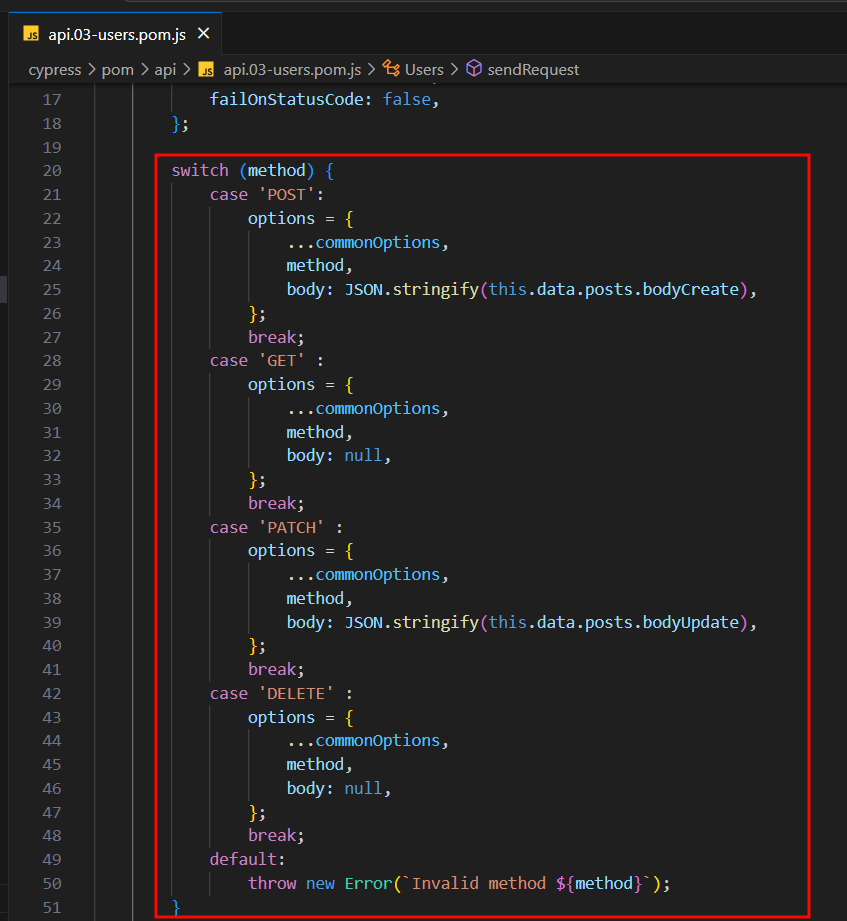 JS api.03-users.pom.js ×
cypress > pom > api > JS api.03-users.pom.js > Users > sendRequest
17 failOnStatusCode: false,
18 };
19
20 switch (method) {
21 case 'POST':
22 options = {
23 ...commonOptions,
24 method,
25 body: JSON.stringify(this.data.posts.bodyCreate),
26 };
27 break;
28 case 'GET' :
29 options = {
30 ...commonOptions,
31 method,
32 body: null,
33 };
34 break;
35 case 'PATCH' :
36 options = {
37 ...commonOptions,
38 method,
39 body: JSON.stringify(this.data.posts.bodyUpdate),
40 };
41 break;
42 case 'DELETE' :
43 options = {
44 ...commonOptions,
45 method,
46 body: null,
47 };
48 break;
49 default:
50 throw new Error(`Invalid method ${method}`);
51 }